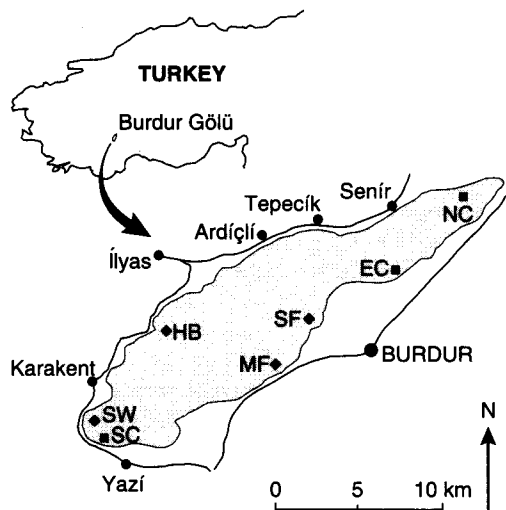 TURKEY
Burdur Gölü
Senír
Tepecík
NC
Ardíçlí
Ílyas
EC
SF
HB
BURDUR
MF
Karakent
SW
N
SC
Yazí
0 5 10 km